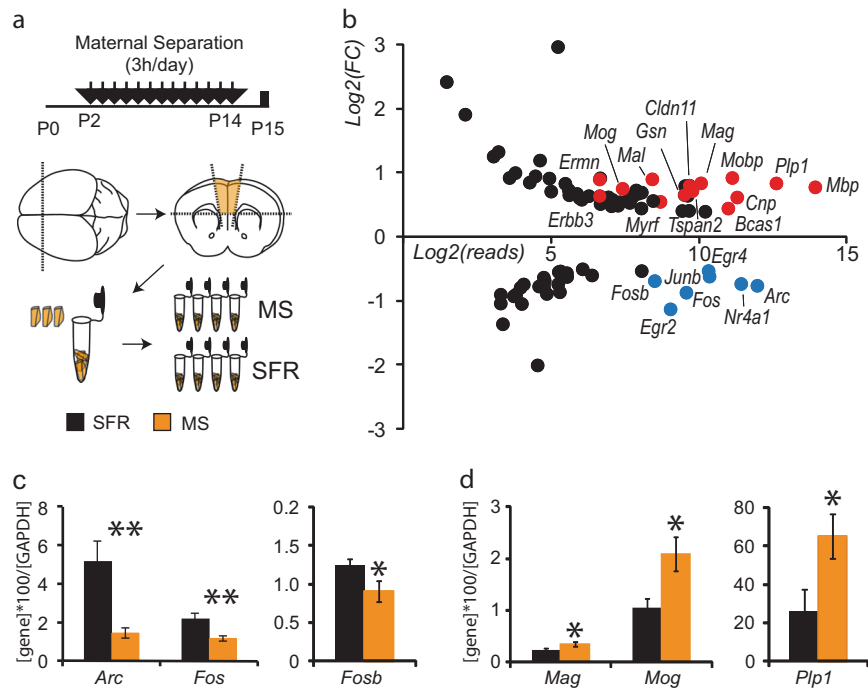 a
Maternal Separation
(3h/day)
P0
P2
P14
P15
MS
SFR
SFR
MS
b
Log2(FC)
3
2
1
0
-1
-2
-3
Log2(reads)
5
10
15
Cldn11
Gsn
Mag
Mog
Mal
Mobp
Plp1
Ermn
Mbp
Erbb3
Myrf
Tspan2
Cnp
Bcas1
Egr4
Fosb
Junb
Fos
Arc
Egr2
Nr4a1
c
[gene]*100/[GAPDH]
8
6
4
2
0
**
**
Arc
Fos
1.2
0.9
0.6
0.3
0.0
*
Fosb
d
[gene]*100/[GAPDH]
3
2
1
0
*
*
Mag
Mog
80
60
40
20
0
*
Plp1